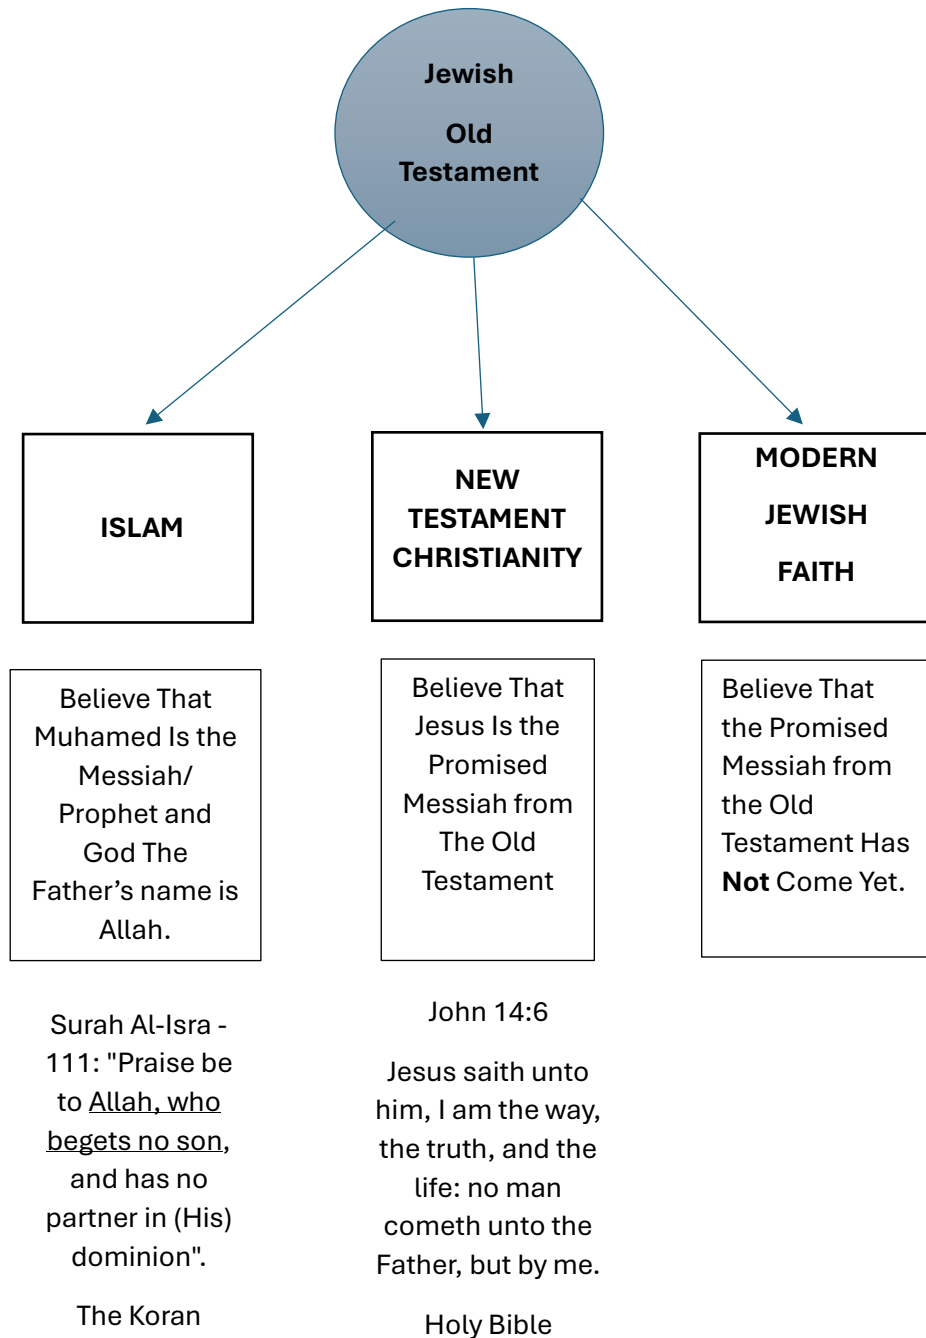 Jewish
Old
Testament
ISLAM
NEW
TESTAMENT
CHRISTIANITY
MODERN
JEWISH
FAITH
Believe That
Muhamed Is the
Messiah/
Prophet and
God The
Father’s name is
Allah.
Believe That
Jesus Is the
Promised
Messiah from
The Old
Testament
Believe That
the Promised
Messiah from
the Old
Testament Has
Not Come Yet.
Surah Al-Isra -
111: "Praise be
to Allah, who
begets no son,
and has no
partner in (His)
dominion".
The Koran
John 14:6
Jesus saith unto
him, I am the way,
the truth, and the
life: no man
cometh unto the
Father, but by me.
Holy Bible